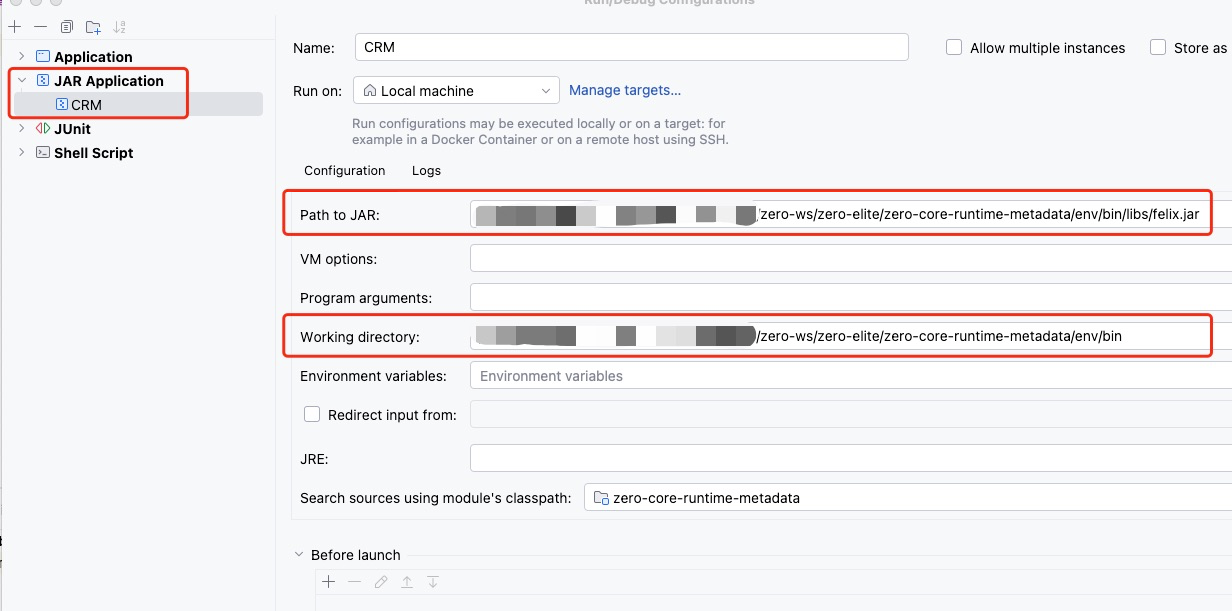 Run/Debug Configurations
Application
JAR Application
CRM
JUnit
Shell Script
Name:
CRM
Allow multiple instances
Store as
Run on:
Local machine
Manage targets...
Run configurations may be executed locally or on a target: for
example in a Docker Container or on a remote host using SSH.
Configuration
Logs
Path to JAR:
/zero-ws/zero-elite/zero-core-runtime-metadata/env/bin/libs/felix.jar
VM options:
Program arguments:
Working directory:
/zero-ws/zero-elite/zero-core-runtime-metadata/env/bin
Environment variables:
Environment variables
Redirect input from:
JRE:
Search sources using module's classpath:
zero-core-runtime-metadata
Before launch